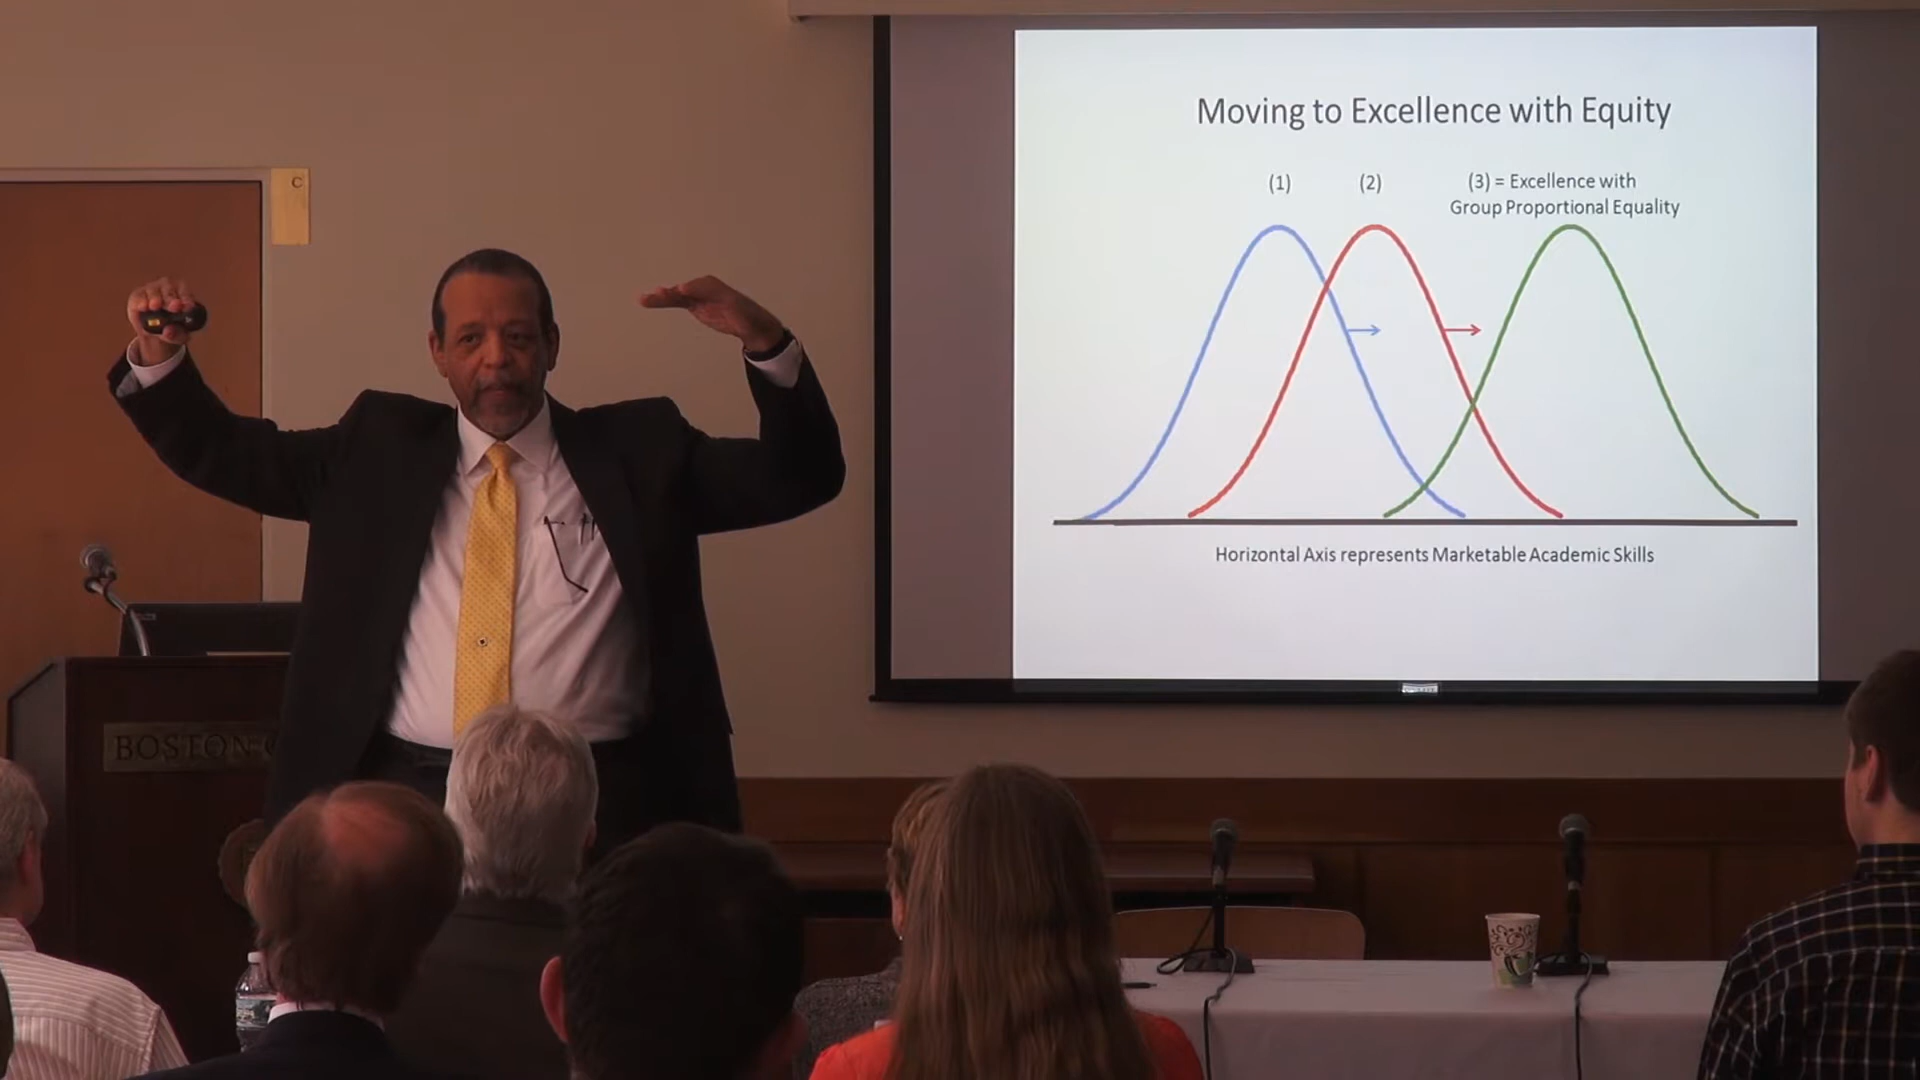 C
Moving to Excellence with Equity
(1)
(2)
(3) = Excellence with
Group Proportional Equality
Horizontal Axis represents Marketable Academic Skills
BOSTON